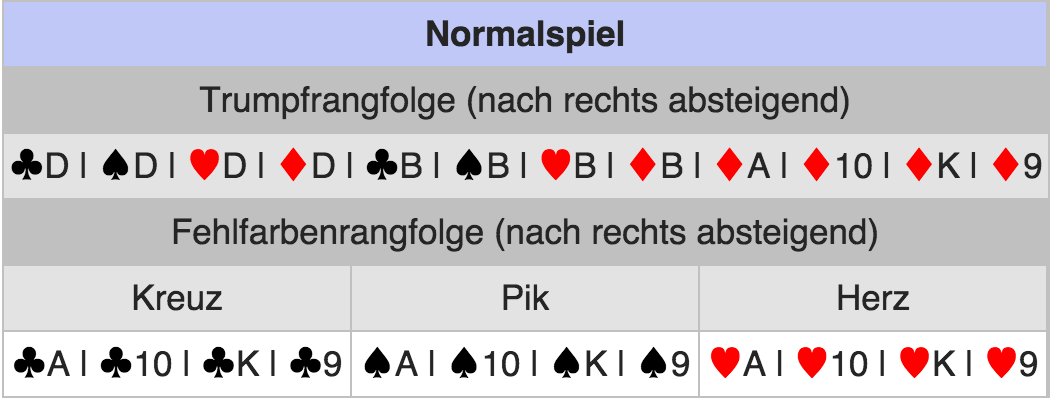 Normalspiel
Trumpfrangfolge (nach rechts absteigend)
♣D | ♠D | ♥D | ♦D | ♣B | ♠B | ♥B | ♦B | ♦A | ♦10 | ♦K | ♦9
Fehlfarbenrangfolge (nach rechts absteigend)
Kreuz Pik Herz
♣A | ♣10 | ♣K | ♣9 ♠A | ♠10 | ♠K | ♠9 ♥A | ♥10 | ♥K | ♥9